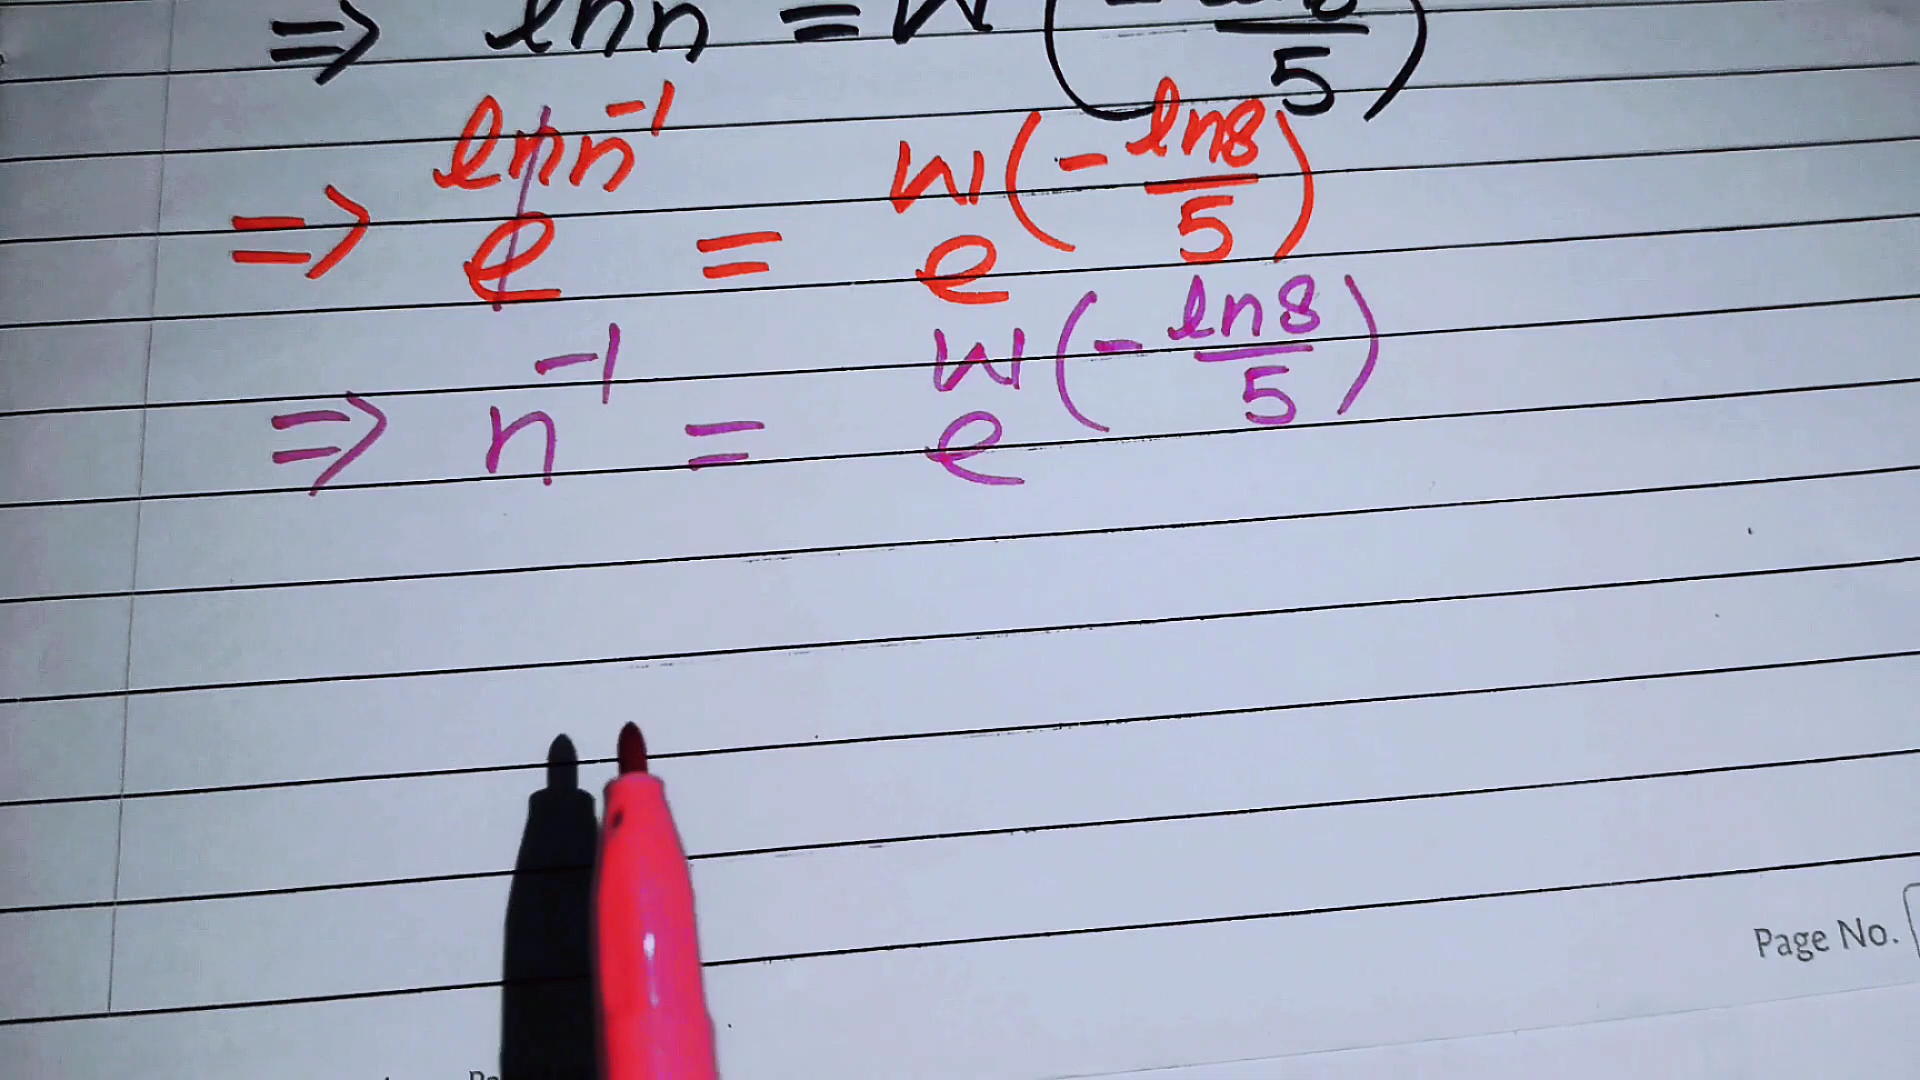 ⇒ ln n = W(-ln8/5)
⇒ e^(ln n^-1) = e^(W(-ln8/5))
⇒ n^-1 = e^(W(-ln8/5))
Page No.